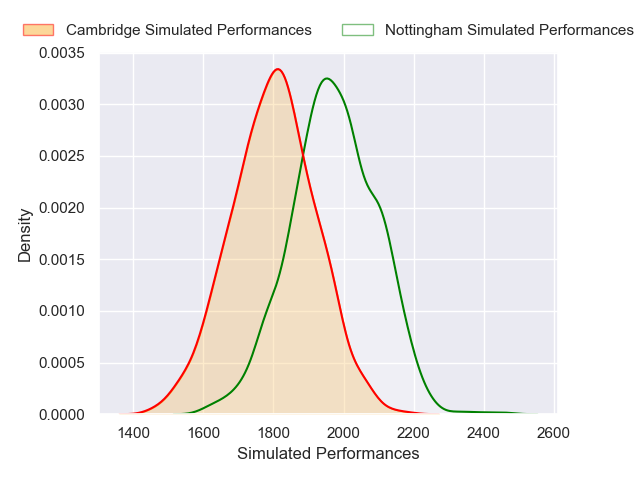 Cambridge Simulated Performances
Nottingham Simulated Performances
0.0035
0.0030
0.0025
0.0020
0.0015
0.0010
0.0005
0.0000
Density
1400 1600 1800 2000 2200 2400 2600
Simulated Performances